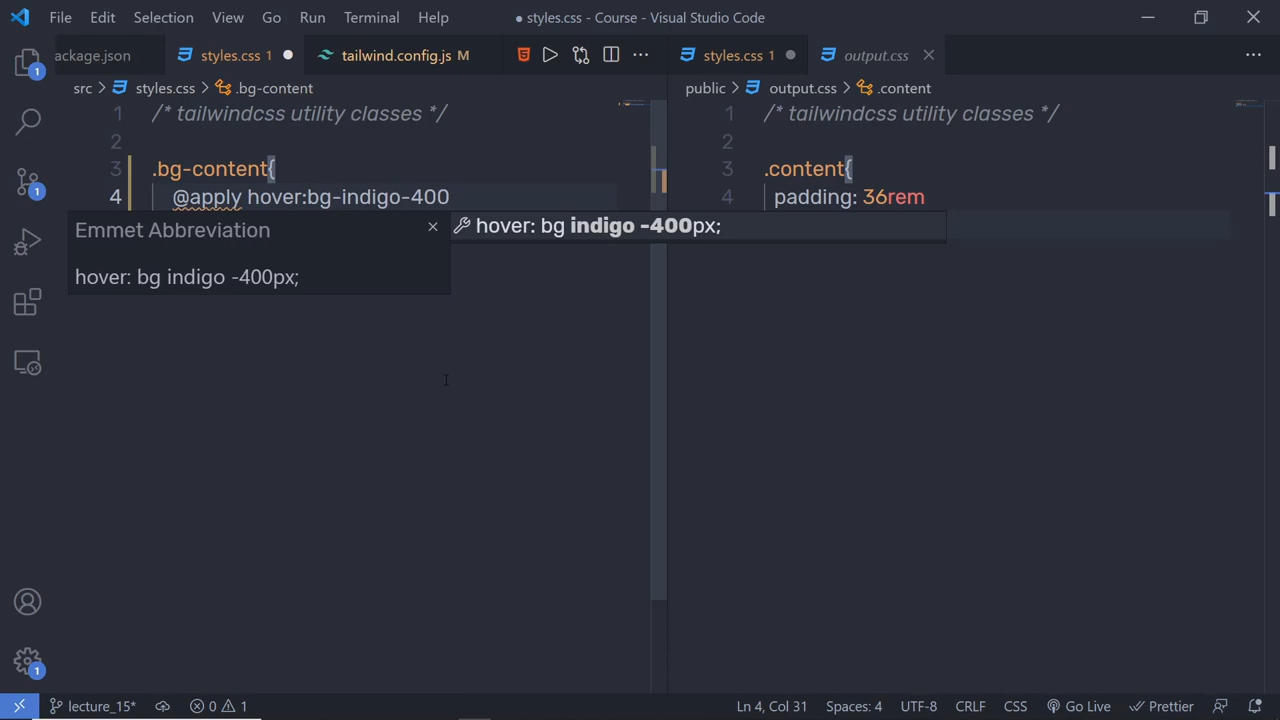 File Edit Selection View Go Run Terminal Help
● styles.css - Course - Visual Studio Code
ackage.json
styles.css 1
tailwind.config.js M
styles.css 1
output.css
src > styles.css > .bg-content
public > output.css > .content
1 /* tailwindcss utility classes */
2
3 .bg-content{
4 @apply hover:bg-indigo-400
Emmet Abbreviation
hover: bg indigo -400px;
hover: bg indigo -400px;
1 /* tailwindcss utility classes */
2
3 .content{
4 padding: 36rem
1
1
1
lecture_15*
0
1
Ln 4, Col 31
Spaces: 4
UTF-8
CRLF
CSS
Go Live
Prettier